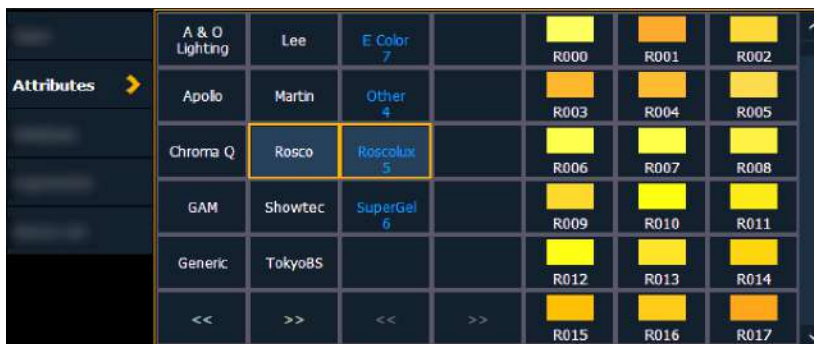 A & O
Lighting
Lee
E Color
7
R000
R001
R002
Attributes
Apollo
Martin
Other
4
R003
R004
R005
Chroma Q
Rosco
Roscolux
5
R006
R007
R008
GAM
Showtec
SuperGel
6
R009
R010
R011
Generic
TokyoBS
R012
R013
R014
<<
>>
<<
>>
R015
R016
R017